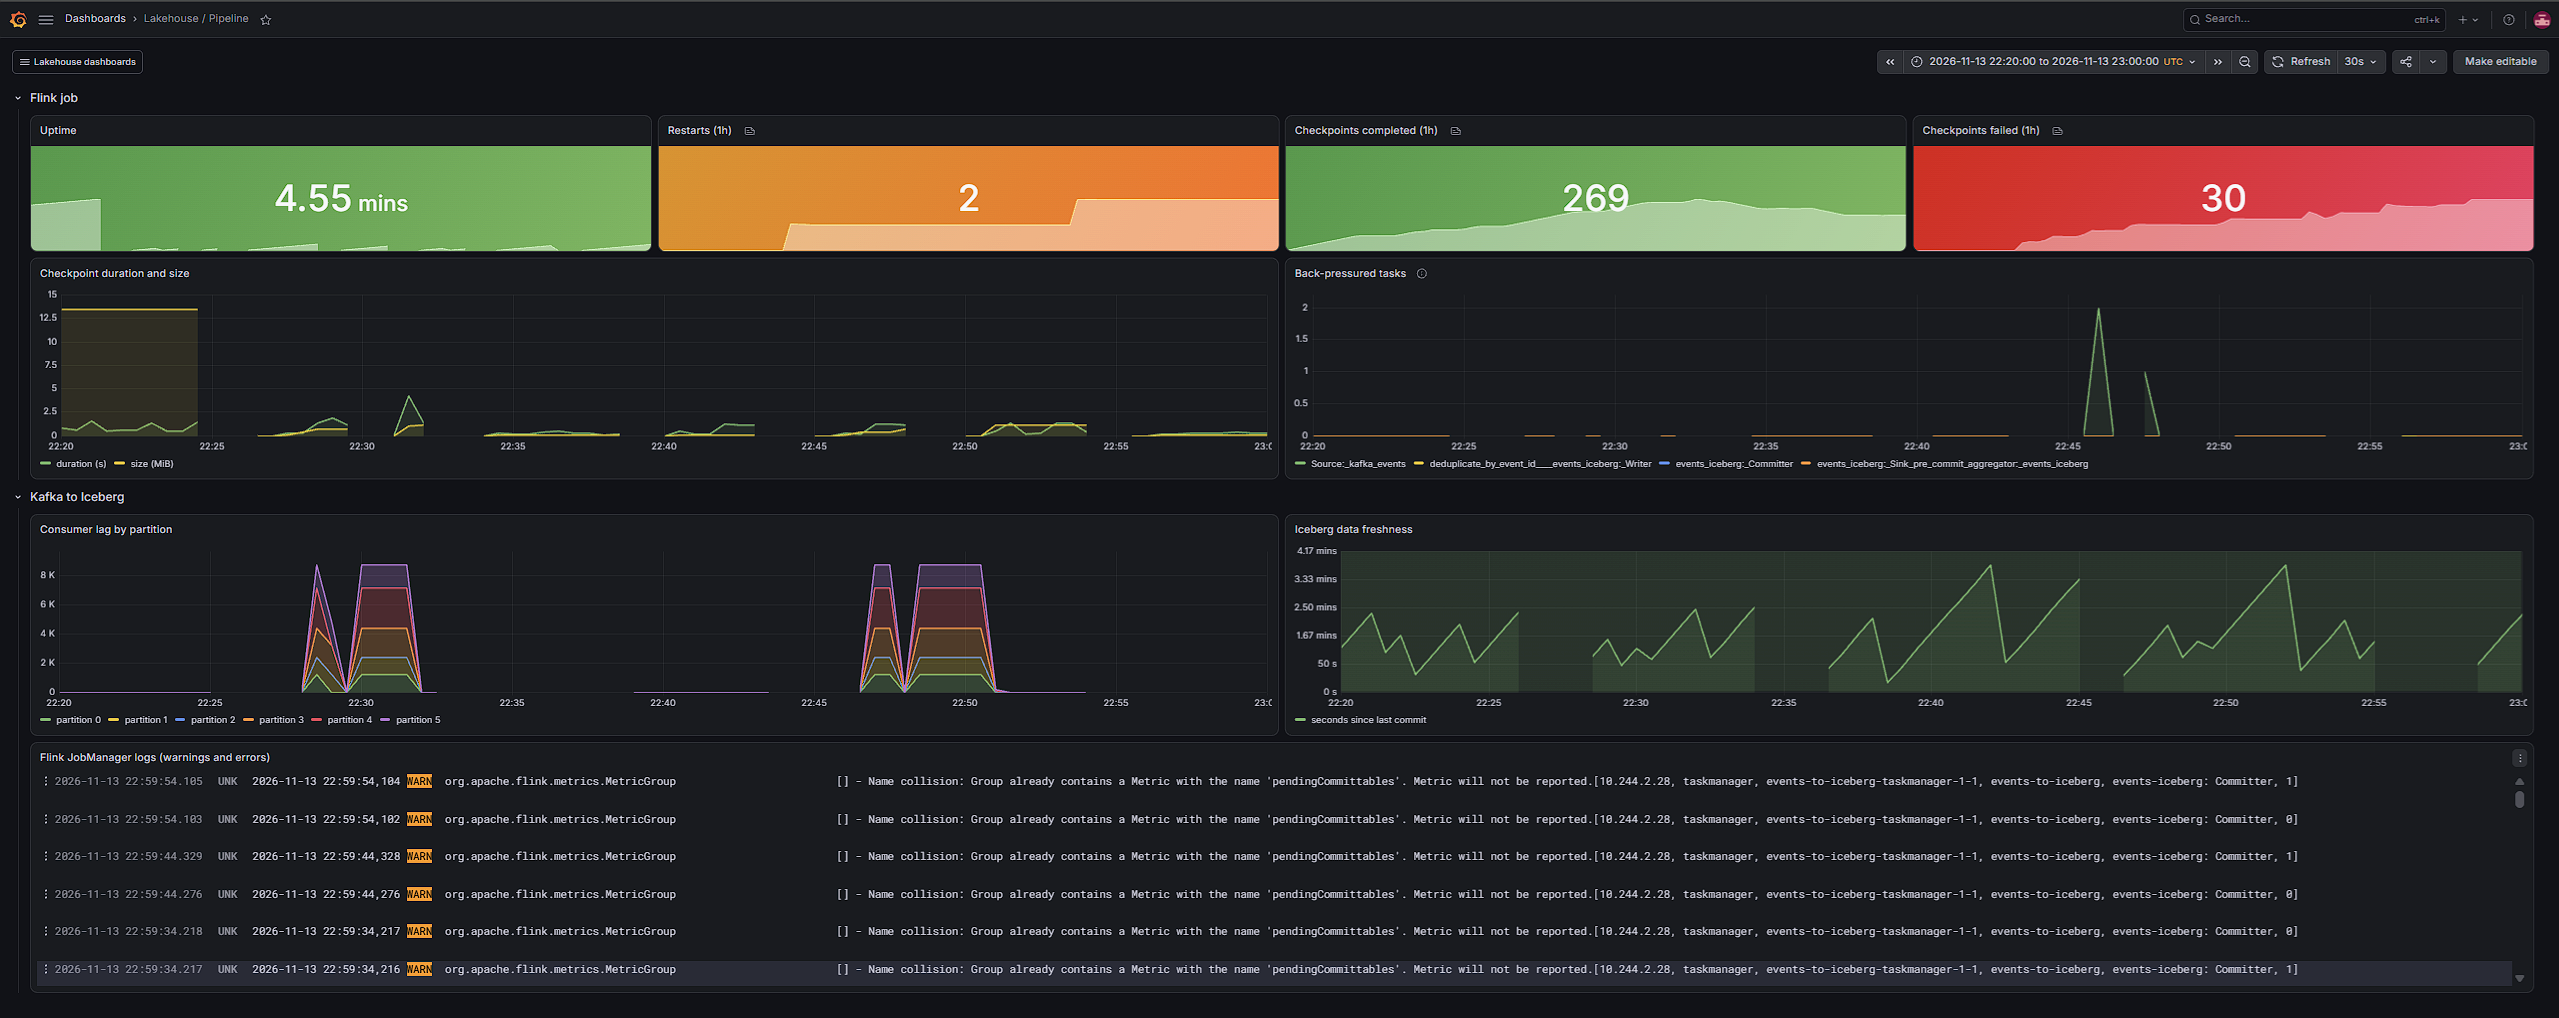 Dashboards › Lakehouse / Pipeline
Search... ctrl+k
Lakehouse dashboards
2026-11-13 22:20:00 to 2026-11-13 23:00:00 UTC
Refresh 30s
Make editable
Flink job
Uptime
4.55 mins
Restarts (1h)
2
Checkpoints completed (1h)
269
Checkpoints failed (1h)
30
Checkpoint duration and size
15
12.5
10
7.5
5
2.5
0
22:20 22:25 22:30 22:35 22:40 22:45 22:50 22:55 23:0
duration (s) size (MiB)
Back-pressured tasks
2
1.5
1
0.5
0
22:20 22:25 22:30 22:35 22:40 22:45 22:50 22:55 23:0
Source:_kafka_events deduplicate_by_event_id___events_iceberg:_Writer events_iceberg:_Committer events_iceberg:_Sink_pre_commit_aggregator:_events_iceberg
Kafka to Iceberg
Consumer lag by partition
8 K
6 K
4 K
2 K
0
22:20 22:25 22:30 22:35 22:40 22:45 22:50 22:55 23:0
partition 0 partition 1 partition 2 partition 3 partition 4 partition 5
Iceberg data freshness
4.17 mins
3.33 mins
2.50 mins
1.67 mins
50 s
0 s
22:20 22:25 22:30 22:35 22:40 22:45 22:50 22:55 23:0
seconds since last commit
Flink JobManager logs (warnings and errors)
2026-11-13 22:59:54.105 UNK 2026-11-13 22:59:54,104 WARN org.apache.flink.metrics.MetricGroup [] - Name collision: Group already contains a Metric with the name 'pendingCommittables'. Metric will not be reported.[10.244.2.28, taskmanager, events-to-iceberg-taskmanager-1-1, events-to-iceberg, events-iceberg: Committer, 1]
2026-11-13 22:59:54.103 UNK 2026-11-13 22:59:54,102 WARN org.apache.flink.metrics.MetricGroup [] - Name collision: Group already contains a Metric with the name 'pendingCommittables'. Metric will not be reported.[10.244.2.28, taskmanager, events-to-iceberg-taskmanager-1-1, events-to-iceberg, events-iceberg: Committer, 0]
2026-11-13 22:59:44.329 UNK 2026-11-13 22:59:44,328 WARN org.apache.flink.metrics.MetricGroup [] - Name collision: Group already contains a Metric with the name 'pendingCommittables'. Metric will not be reported.[10.244.2.28, taskmanager, events-to-iceberg-taskmanager-1-1, events-to-iceberg, events-iceberg: Committer, 1]
2026-11-13 22:59:44.276 UNK 2026-11-13 22:59:44,276 WARN org.apache.flink.metrics.MetricGroup [] - Name collision: Group already contains a Metric with the name 'pendingCommittables'. Metric will not be reported.[10.244.2.28, taskmanager, events-to-iceberg-taskmanager-1-1, events-to-iceberg, events-iceberg: Committer, 0]
2026-11-13 22:59:34.218 UNK 2026-11-13 22:59:34,217 WARN org.apache.flink.metrics.MetricGroup [] - Name collision: Group already contains a Metric with the name 'pendingCommittables'. Metric will not be reported.[10.244.2.28, taskmanager, events-to-iceberg-taskmanager-1-1, events-to-iceberg, events-iceberg: Committer, 0]
2026-11-13 22:59:34.217 UNK 2026-11-13 22:59:34,216 WARN org.apache.flink.metrics.MetricGroup [] - Name collision: Group already contains a Metric with the name 'pendingCommittables'. Metric will not be reported.[10.244.2.28, taskmanager, events-to-iceberg-taskmanager-1-1, events-to-iceberg, events-iceberg: Committer, 1]